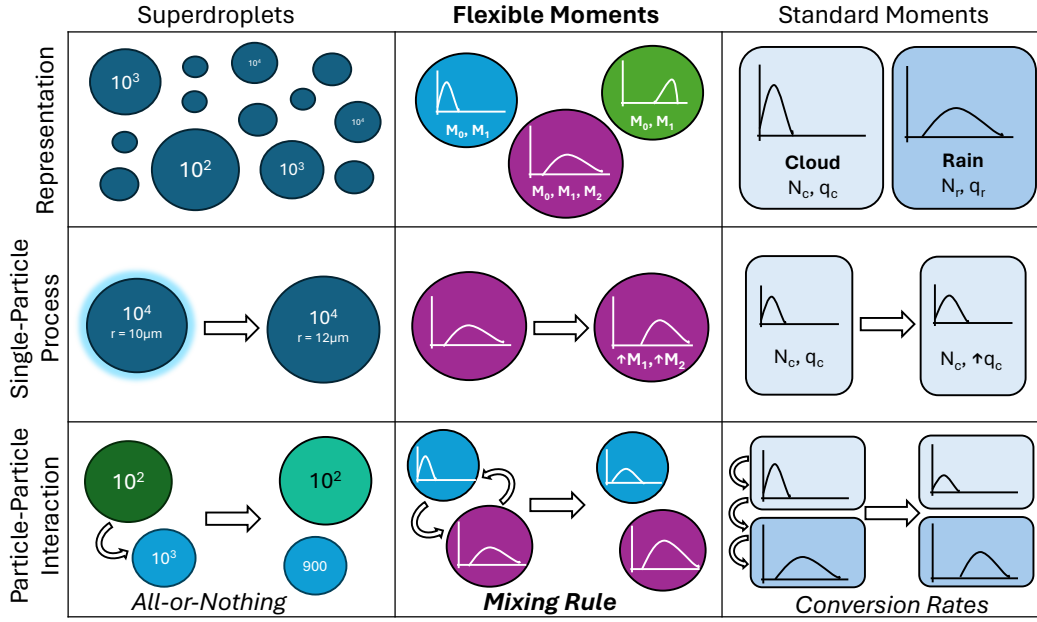 Superdroplets
Flexible Moments
Standard Moments
Representation
10³
10⁴
10⁴
10²
10³
M₀, M₁
M₀, M₁
M₀, M₁, M₂
Cloud
N꜀, q꜀
Rain
Nᵣ, qᵣ
Single-Particle
Process
10⁴
r = 10µm
10⁴
r = 12µm
↑M₁,↑M₂
N꜀, q꜀
N꜀, ↑q꜀
Particle-Particle
Interaction
10²
10³
10²
900
All-or-Nothing
Mixing Rule
Conversion Rates